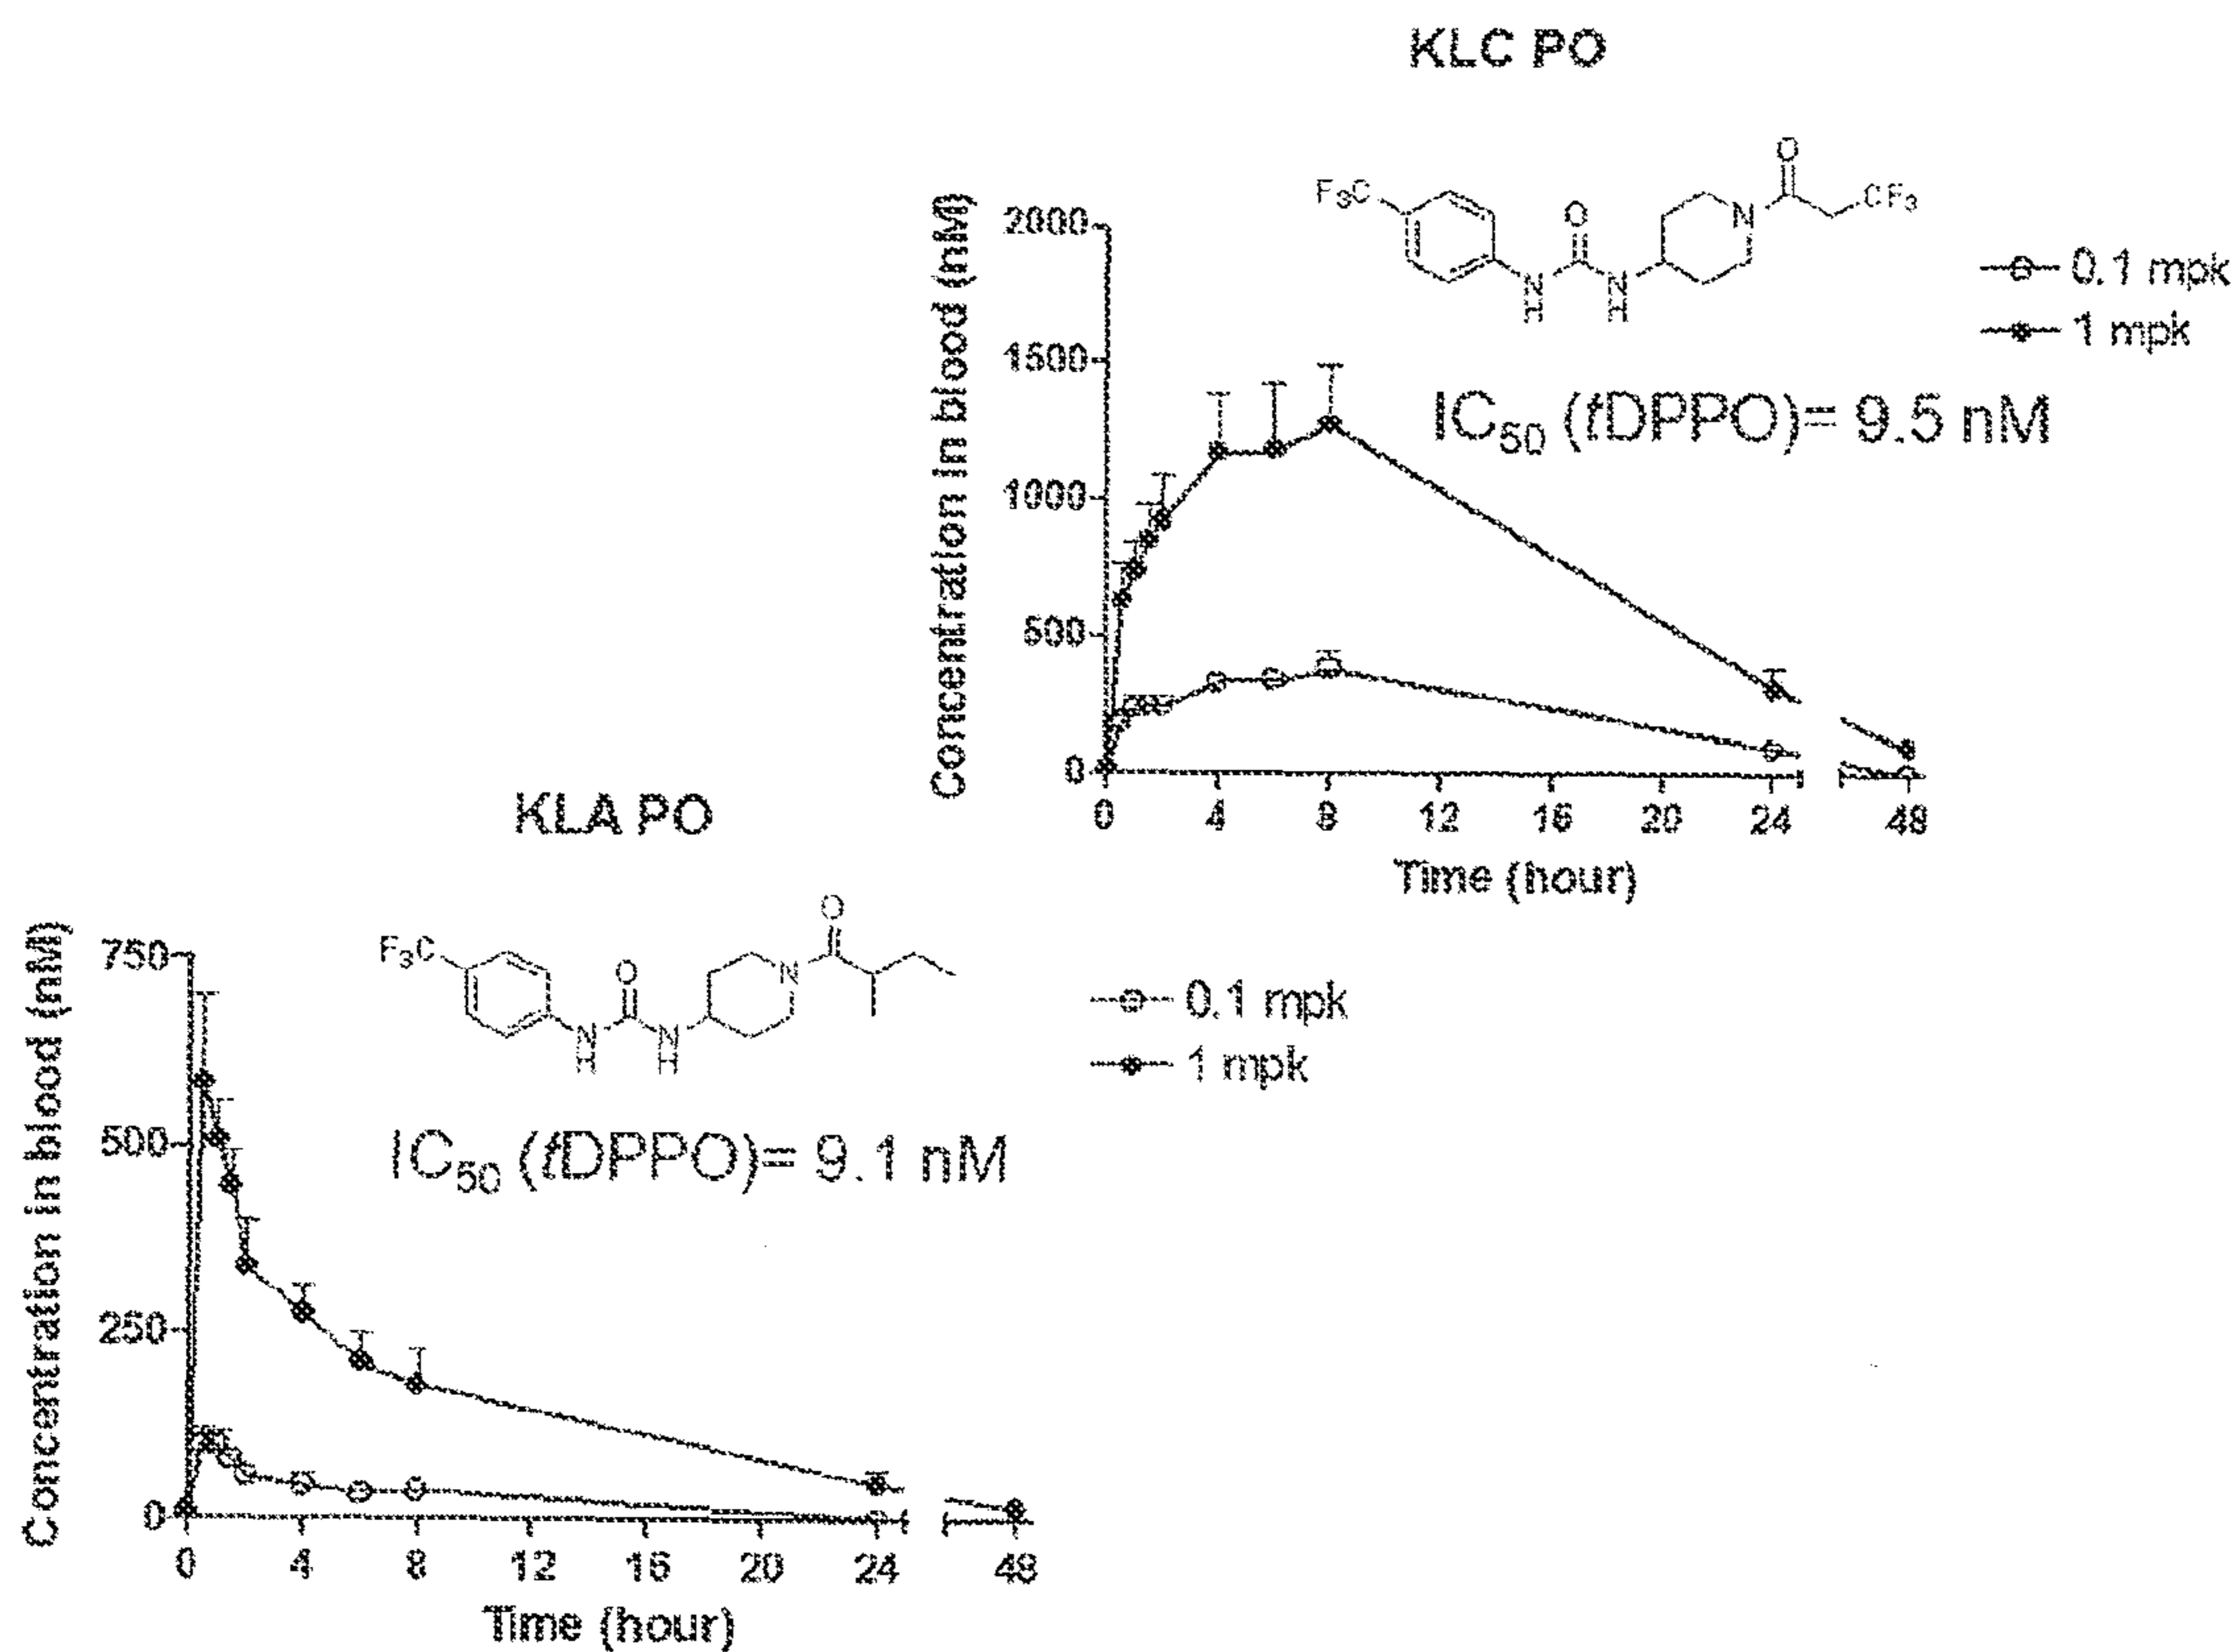 KLC PO
Concentration in blood (nM)
2000
1500
1000
500
0
F₃C
O
N
H
N
H
N
O
CF₃
0.1 mpk
1 mpk
IC₅₀ (tDPPO)= 9.5 nM
0 4 8 12 16 20 24 48
Time (hour)
KLA PO
Concentration in blood (nM)
750
500
250
0
F₃C
O
N
H
N
H
N
O
0.1 mpk
1 mpk
IC₅₀ (tDPPO)= 9.1 nM
0 4 8 12 16 20 24 48
Time (hour)